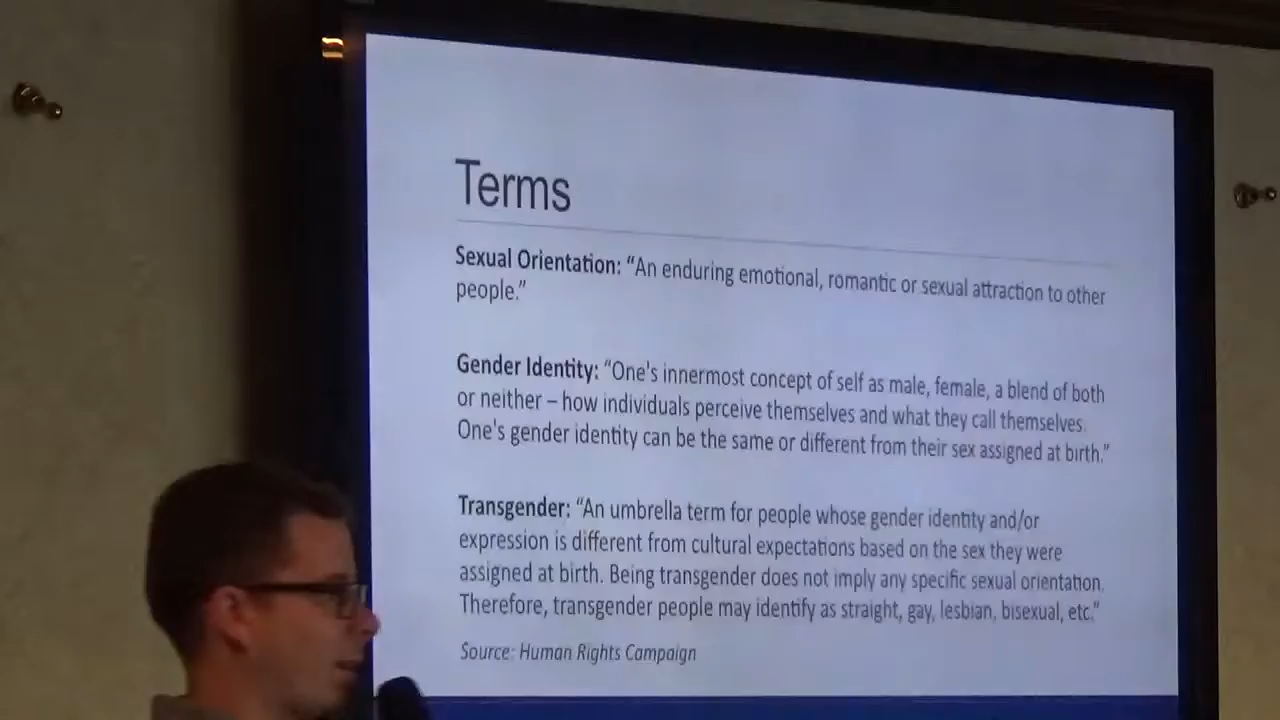 Terms
Sexual Orientation: “An enduring emotional, romantic or sexual attraction to other
people.”
Gender Identity: “One's innermost concept of self as male, female, a blend of both
or neither – how individuals perceive themselves and what they call themselves.
One's gender identity can be the same or different from their sex assigned at birth.”
Transgender: “An umbrella term for people whose gender identity and/or
expression is different from cultural expectations based on the sex they were
assigned at birth. Being transgender does not imply any specific sexual orientation.
Therefore, transgender people may identify as straight, gay, lesbian, bisexual, etc.”
Source: Human Rights Campaign